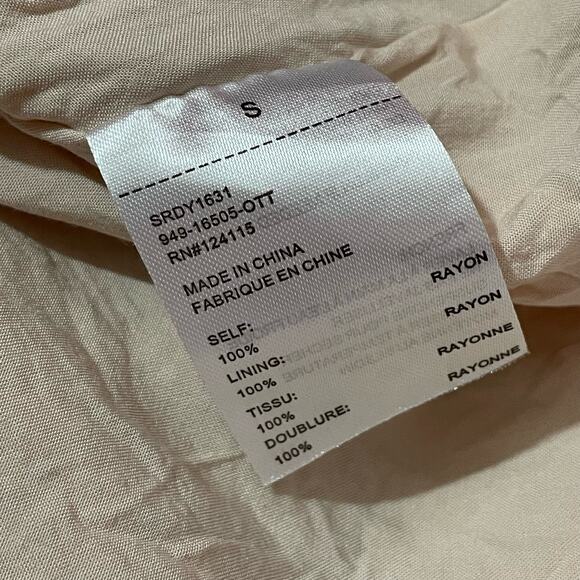 S
SRDY1631
949-16505-OTT
RN#124115
MADE IN CHINA
FABRIQUE EN CHINE
SELF:
100% RAYON
LINING:
100% RAYON
TISSU:
100% RAYONNE
DOUBLURE:
100% RAYONNE